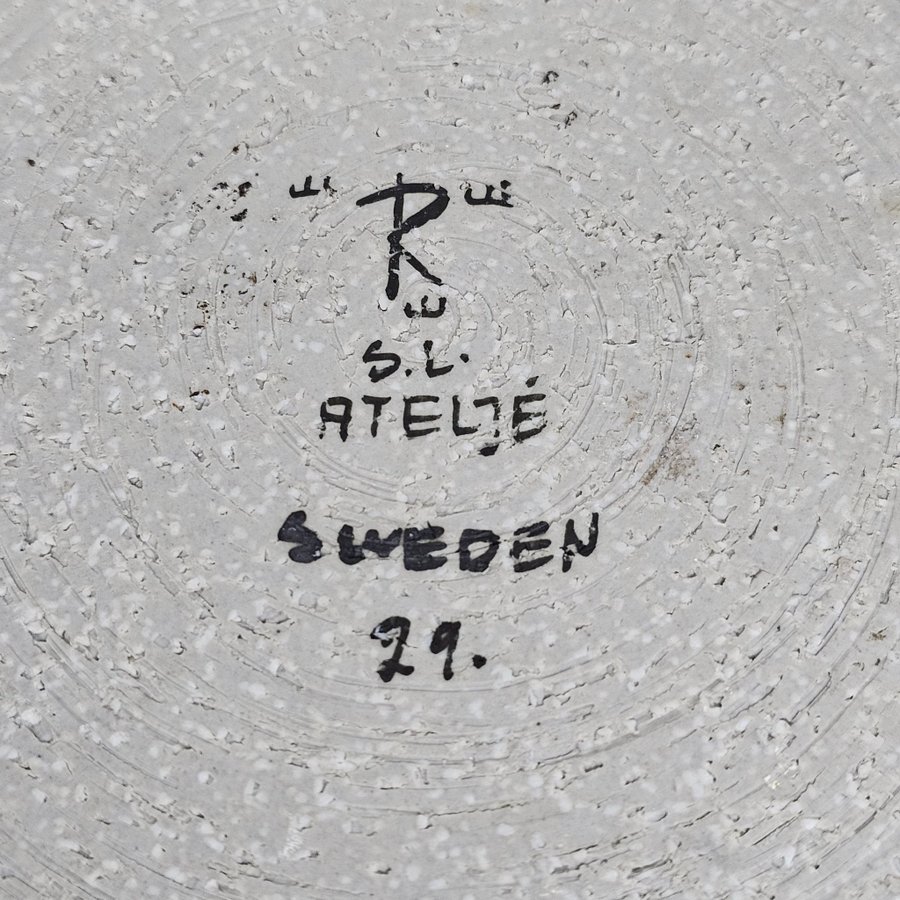 R
S.L.
ATELJÉ
SWEDEN
29.